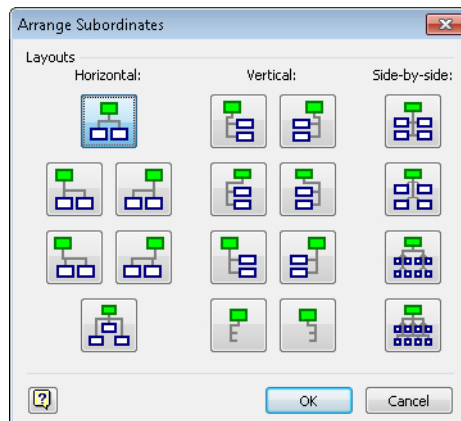 Arrange Subordinates
Layouts
Horizontal:
Vertical:
Side-by-side:
?
OK
Cancel